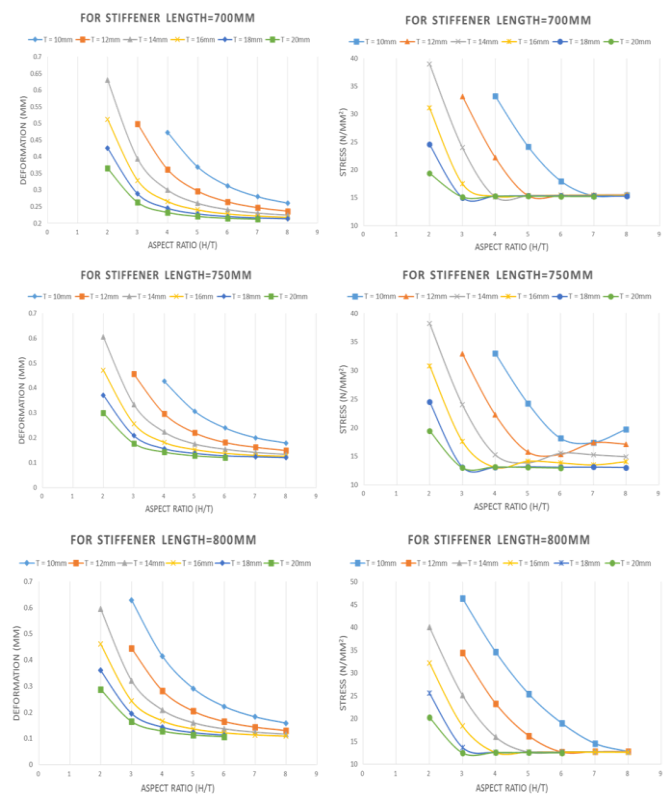 FOR STIFFENER LENGTH=700MM
T = 10mm T = 12mm T = 14mm T = 16mm T = 18mm T = 20mm
DEFORMATION (MM)
0.65
0.6
0.55
0.5
0.45
0.4
0.35
0.3
0.25
0.2
0 1 2 3 4 5 6 7 8 9
ASPECT RATIO (H/T)
FOR STIFFENER LENGTH=700MM
T = 10mm T = 12mm T = 14mm T = 16mm T = 18mm T = 20mm
STRESS (N/MM²)
40
35
30
25
20
15
10
0 1 2 3 4 5 6 7 8 9
ASPECT RATIO (H/T)
FOR STIFFENER LENGTH=750MM
T = 10mm T = 12mm T = 14mm T = 16mm T = 18mm T = 20mm
DEFORMATION (MM)
0.7
0.6
0.5
0.4
0.3
0.2
0.1
0
0 1 2 3 4 5 6 7 8 9
ASPECT RATIO (H/T)
FOR STIFFENER LENGTH=750MM
T = 10mm T = 12mm T = 14mm T = 16mm T = 18mm T = 20mm
STRESS (N/MM²)
40
35
30
25
20
15
10
0 1 2 3 4 5 6 7 8 9
ASPECT RATIO (H/T)
FOR STIFFENER LENGTH=800MM
T = 10mm T = 12mm T = 14mm T = 16mm T = 18mm T = 20mm
DEFORMATION (MM)
0.7
0.6
0.5
0.4
0.3
0.2
0.1
0
0 1 2 3 4 5 6 7 8 9
ASPECT RATIO (H/T)
FOR STIFFENER LENGTH=800MM
T = 10mm T = 12mm T = 14mm T = 16mm T = 18mm T = 20mm
STRESS (N/MM²)
50
45
40
35
30
25
20
15
10
0 1 2 3 4 5 6 7 8 9
ASPECT RATIO (H/T)